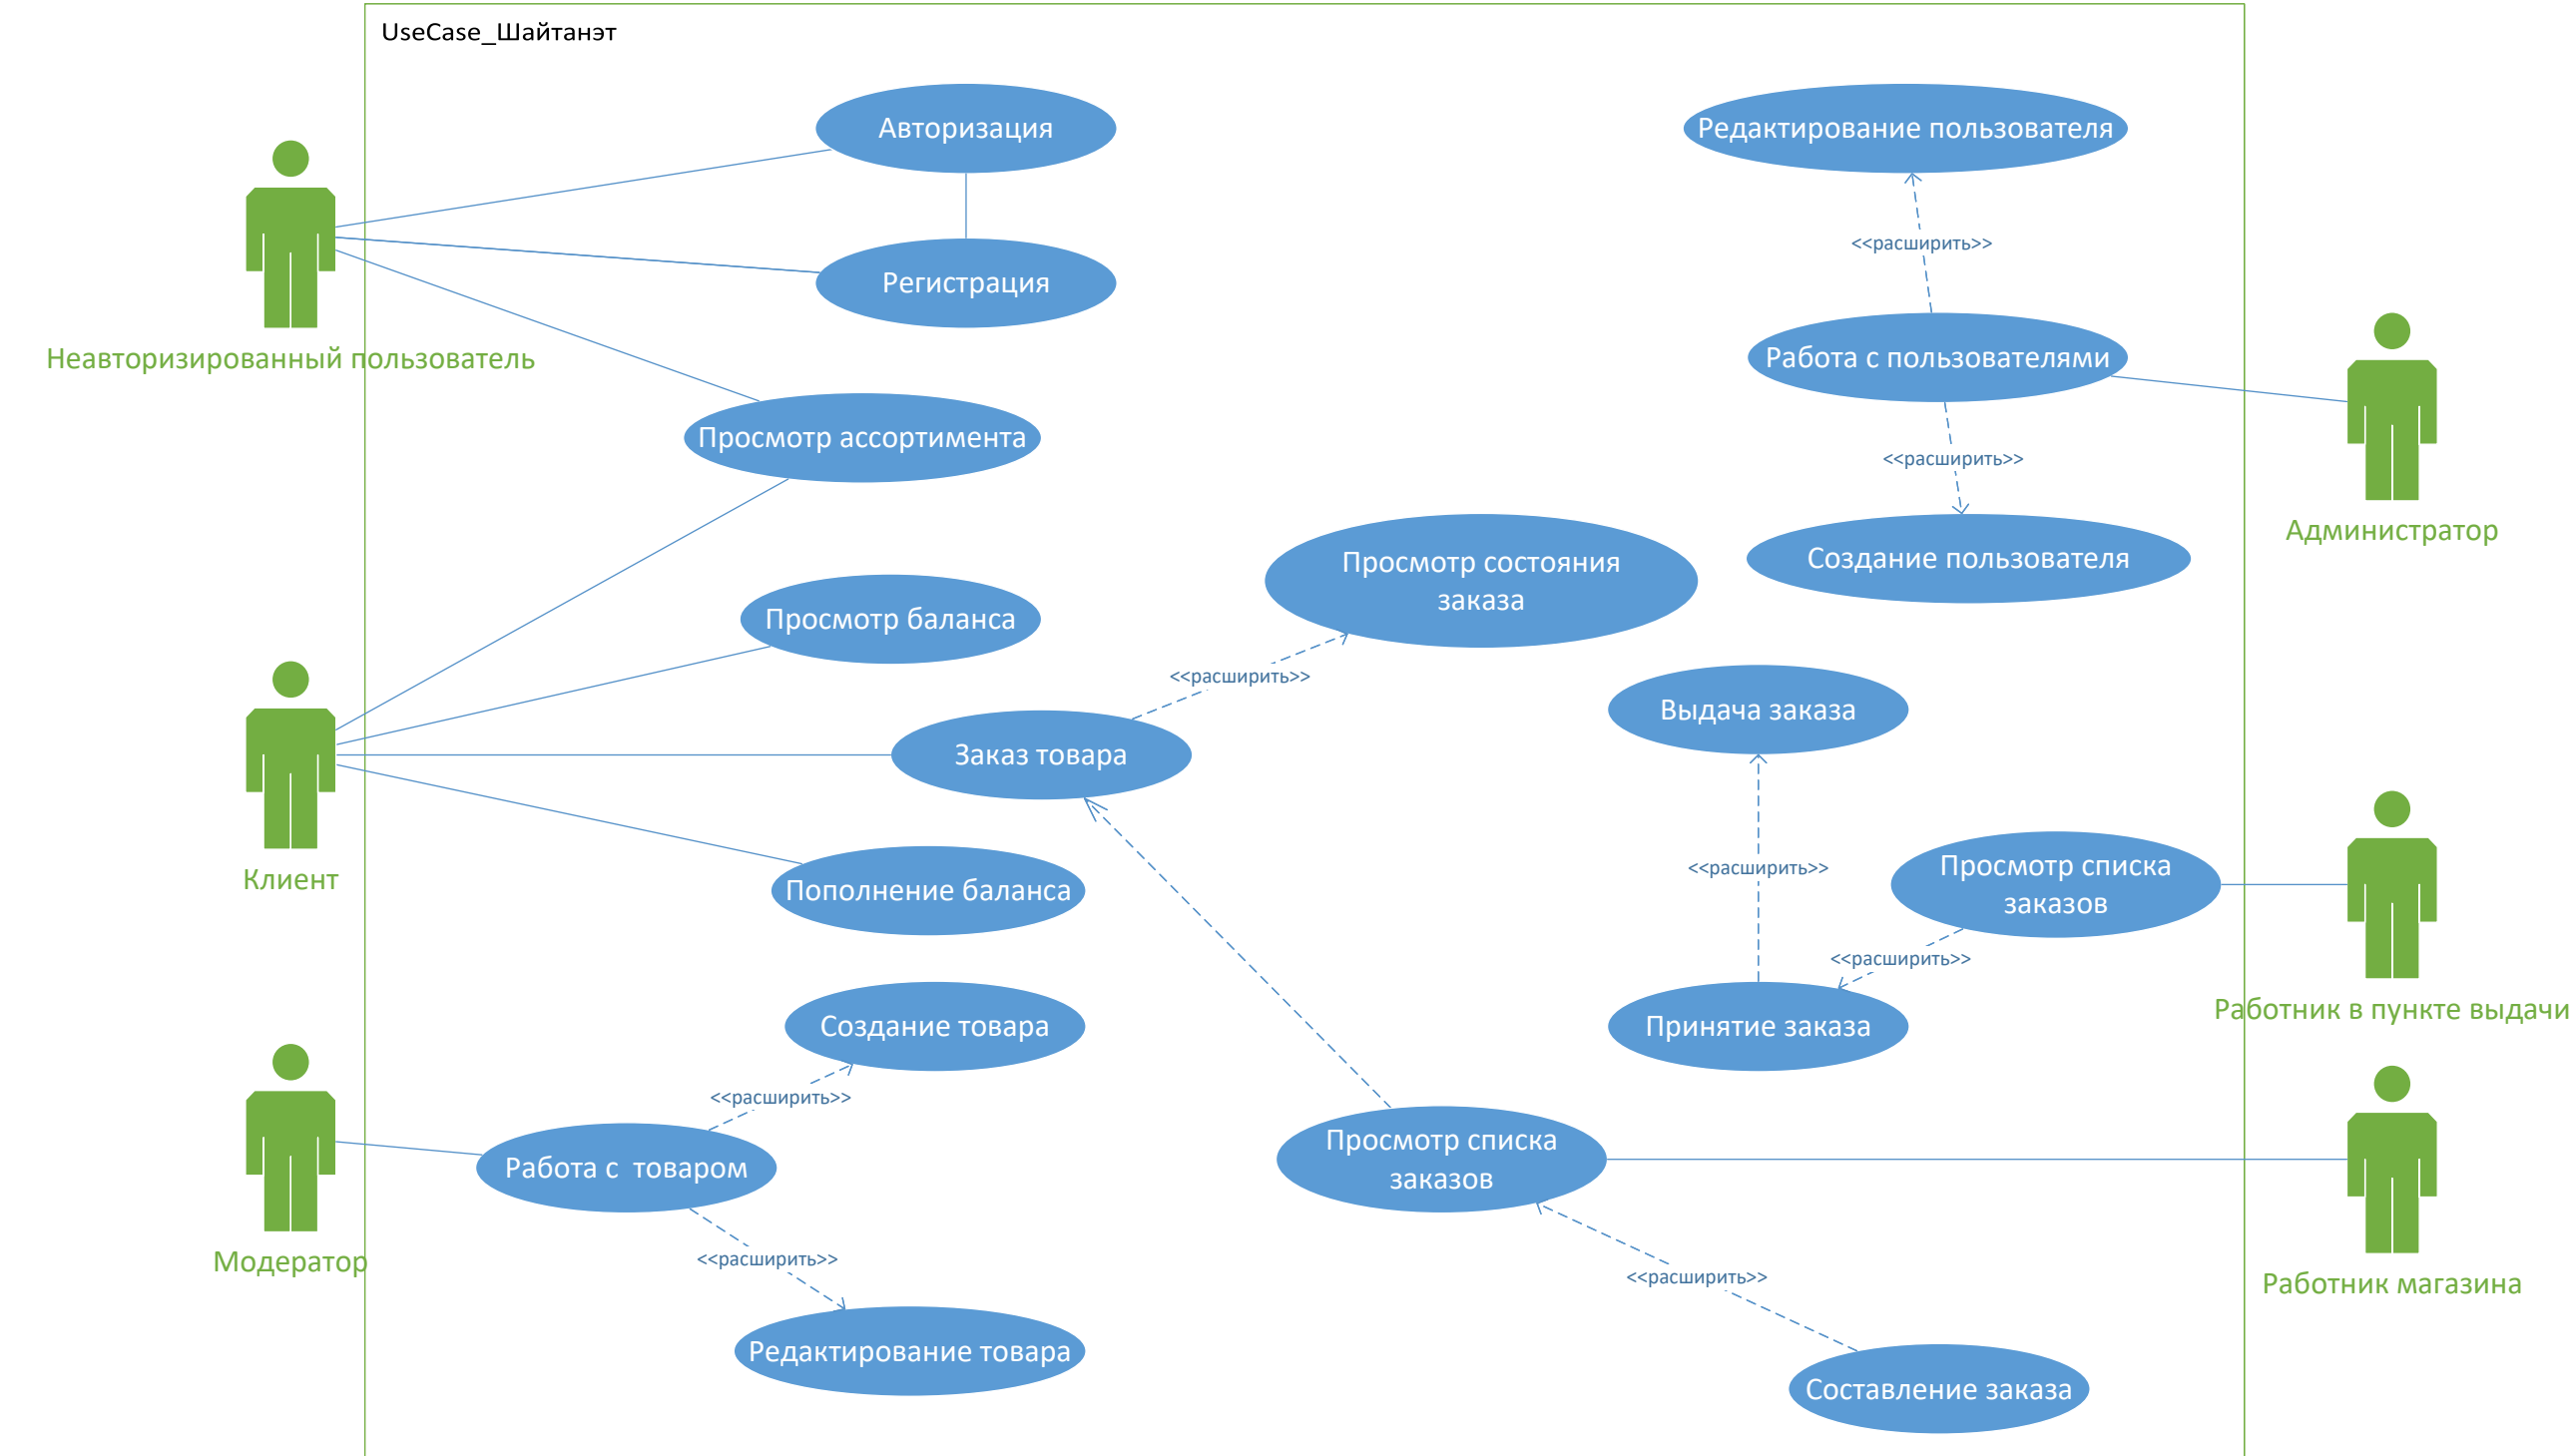 UseCase_Шайтанэт
Авторизация
Редактирование пользователя
<<расширить>>
Регистрация
Неавторизированный пользователь
Работа с пользователями
Просмотр ассортимента
<<расширить>>
Администратор
Просмотр состояния
заказа
Создание пользователя
Просмотр баланса
<<расширить>>
Выдача заказа
Заказ товара
<<расширить>>
Просмотр списка
заказов
Клиент
Пополнение баланса
<<расширить>>
Работник в пункте выдачи
Создание товара
Принятие заказа
<<расширить>>
Просмотр списка
заказов
Работа с  товаром
Модератор
<<расширить>>
<<расширить>>
Работник магазина
Редактирование товара
Составление заказа